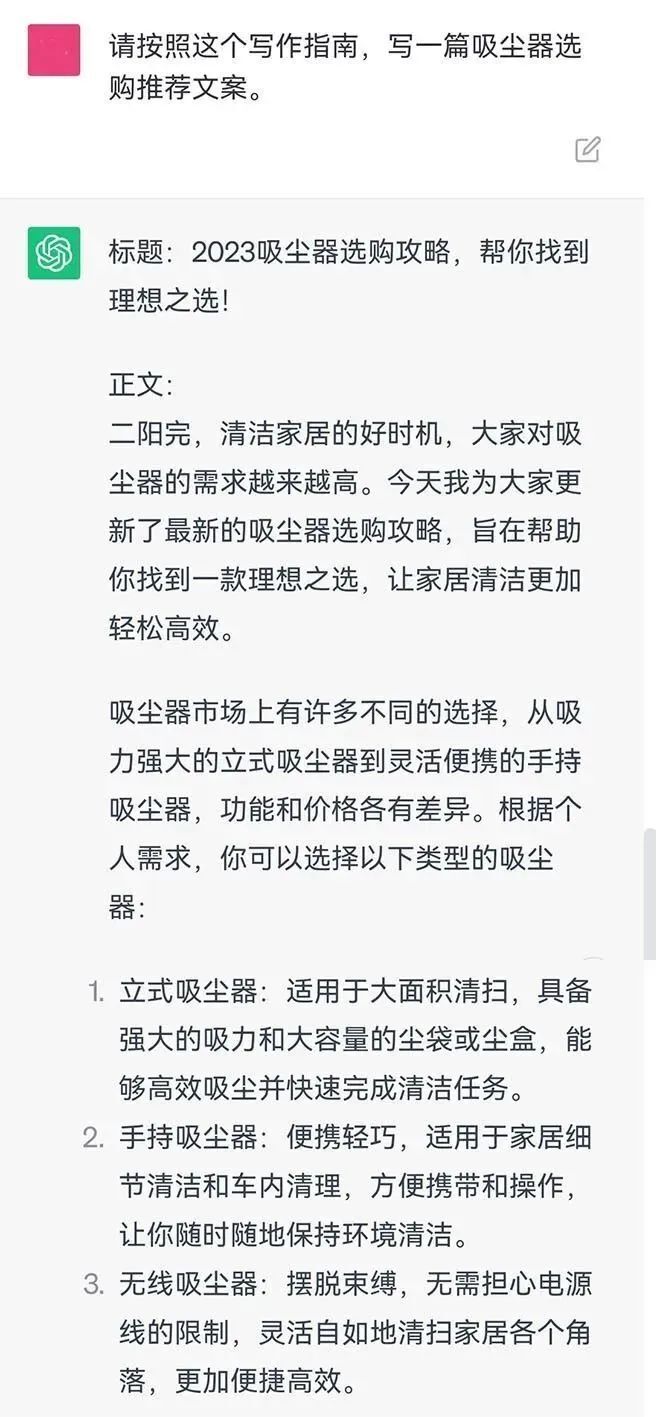 请按照这个写作指南，写一篇吸尘器选
购推荐文案。
标题：2023吸尘器选购攻略，帮你找到
理想之选！
正文：
二阳完，清洁家居的好时机，大家对吸
尘器的需求越来越高。今天我为大家更
新了最新的吸尘器选购攻略，旨在帮助
你找到一款理想之选，让家居清洁更加
轻松高效。
吸尘器市场上有许多不同的选择，从吸
力强大的立式吸尘器到灵活便携的手持
吸尘器，功能和价格各有差异。根据个
人需求，你可以选择以下类型的吸尘
器：
1. 立式吸尘器：适用于大面积清扫，具备
强大的吸力和大容量的尘袋或尘盒，能
够高效吸尘并快速完成清洁任务。
2. 手持吸尘器：便携轻巧，适用于家居细
节清洁和车内清理，方便携带和操作，
让你随时随地保持环境清洁。
3. 无线吸尘器：摆脱束缚，无需担心电源
线的限制，灵活自如地清扫家居各个角
落，更加便捷高效。